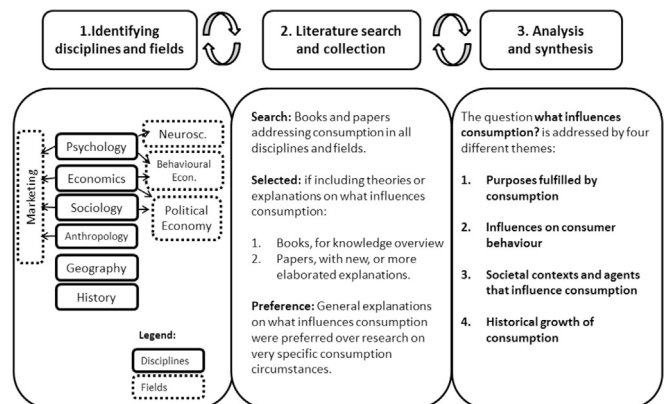 1.Identifying
disciplines and fields
2. Literature search
and collection
3. Analysis
and synthesis
Marketing
Psychology
Economics
Sociology
Anthropology
Geography
History
Neurosc.
Behavioural
Econ.
Political
Economy
Legend:
Disciplines
Fields
Search: Books and papers
addressing consumption in all
disciplines and fields.
Selected: if including theories or
explanations on what influences
consumption:
1. Books, for knowledge overview
2. Papers, with new, or more
elaborated explanations.
Preference: General explanations
on what influences consumption
were preferred over research on
very specific consumption
circumstances.
The question what influences
consumption? is addressed by four
different themes:
1. Purposes fulfilled by
consumption
2. Influences on consumer
behaviour
3. Societal contexts and agents
that influence consumption
4. Historical growth of
consumption